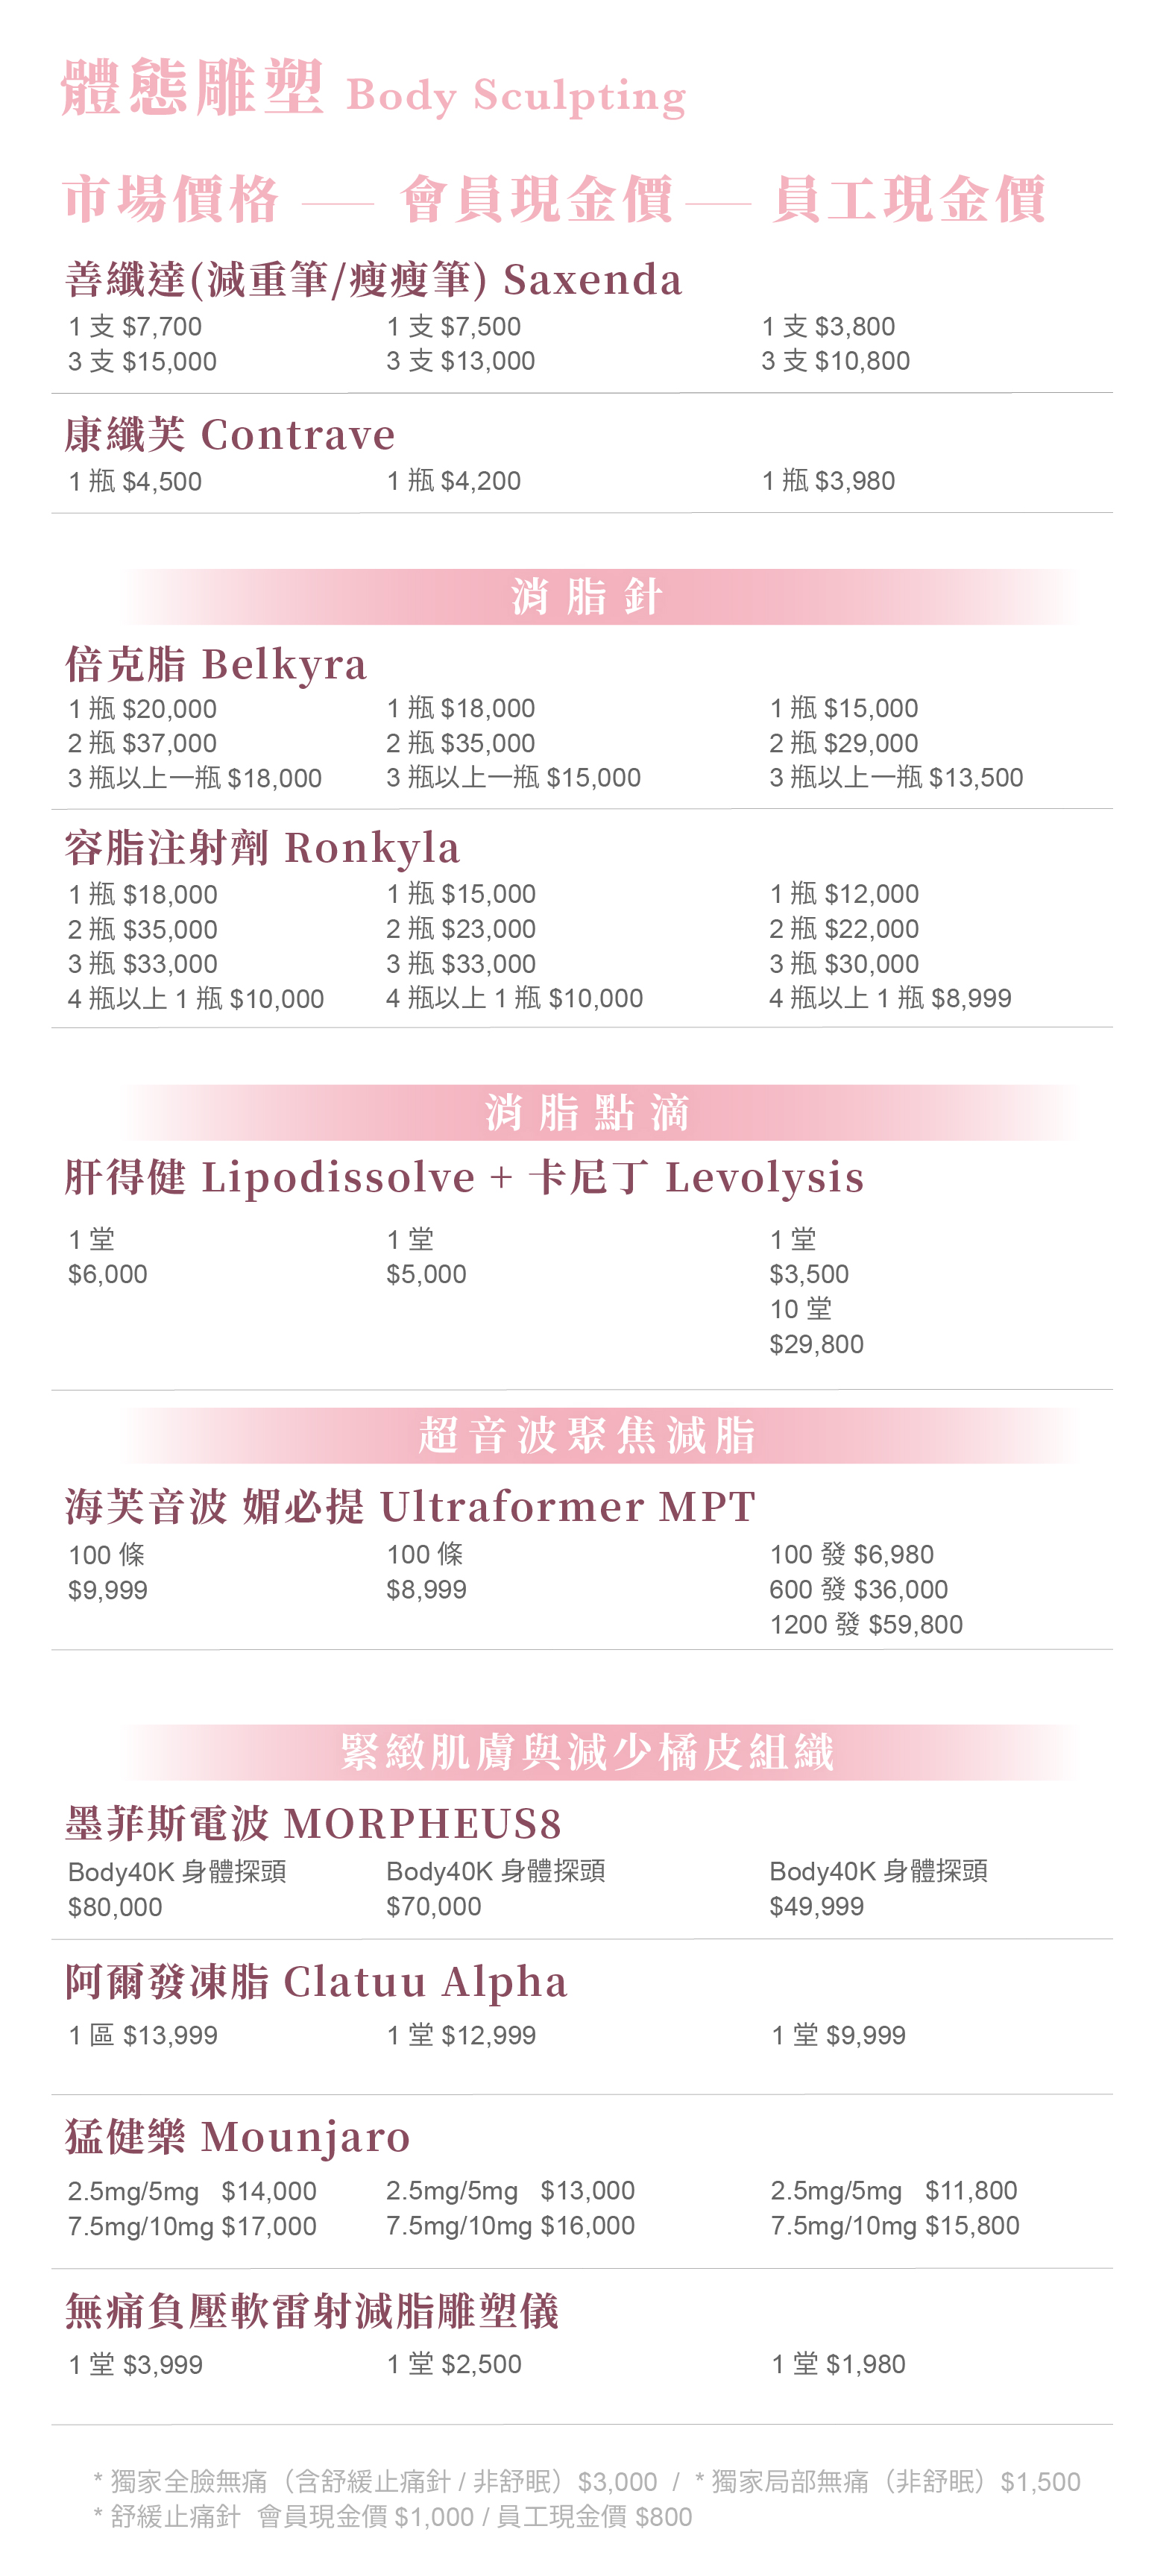 體態雕塑 Body Sculpting
市場價格 — 會員現金價 — 員工現金價
善纖達(減重筆/瘦瘦筆) Saxenda
1 支 $7,700 1 支 $7,500 1 支 $3,800
3 支 $15,000 3 支 $13,000 3 支 $10,800
康纖芙 Contrave
1 瓶 $4,500 1 瓶 $4,200 1 瓶 $3,980
消脂針
倍克脂 Belkyra
1 瓶 $20,000 1 瓶 $18,000 1 瓶 $15,000
2 瓶 $37,000 2 瓶 $35,000 2 瓶 $29,000
3 瓶以上一瓶 $18,000 3 瓶以上一瓶 $15,000 3 瓶以上一瓶 $13,500
容脂注射劑 Ronkyla
1 瓶 $18,000 1 瓶 $15,000 1 瓶 $12,000
2 瓶 $35,000 2 瓶 $23,000 2 瓶 $22,000
3 瓶 $33,000 3 瓶 $33,000 3 瓶 $30,000
4 瓶以上 1 瓶 $10,000 4 瓶以上 1 瓶 $10,000 4 瓶以上 1 瓶 $8,999
消脂點滴
肝得健 Lipodissolve + 卡尼丁 Levolysis
1 堂 1 堂 1 堂
$6,000 $5,000 $3,500
10 堂
$29,800
超音波聚焦減脂
海芙音波 媚必提 Ultraformer MPT
100 條 100 條 100 發 $6,980
$9,999 $8,999 600 發 $36,000
1200 發 $59,800
緊緻肌膚與減少橘皮組織
墨菲斯電波 MORPHEUS8
Body40K 身體探頭 Body40K 身體探頭 Body40K 身體探頭
$80,000 $70,000 $49,999
阿爾發凍脂 Clatuu Alpha
1 區 $13,999 1 堂 $12,999 1 堂 $9,999
猛健樂 Mounjaro
2.5mg/5mg $14,000 2.5mg/5mg $13,000 2.5mg/5mg $11,800
7.5mg/10mg $17,000 7.5mg/10mg $16,000 7.5mg/10mg $15,800
無痛負壓軟雷射減脂雕塑儀
1 堂 $3,999 1 堂 $2,500 1 堂 $1,980
* 獨家全臉無痛（含舒緩止痛針 / 非舒眠）$3,000 / * 獨家局部無痛（非舒眠）$1,500
* 舒緩止痛針 會員現金價 $1,000 / 員工現金價 $800